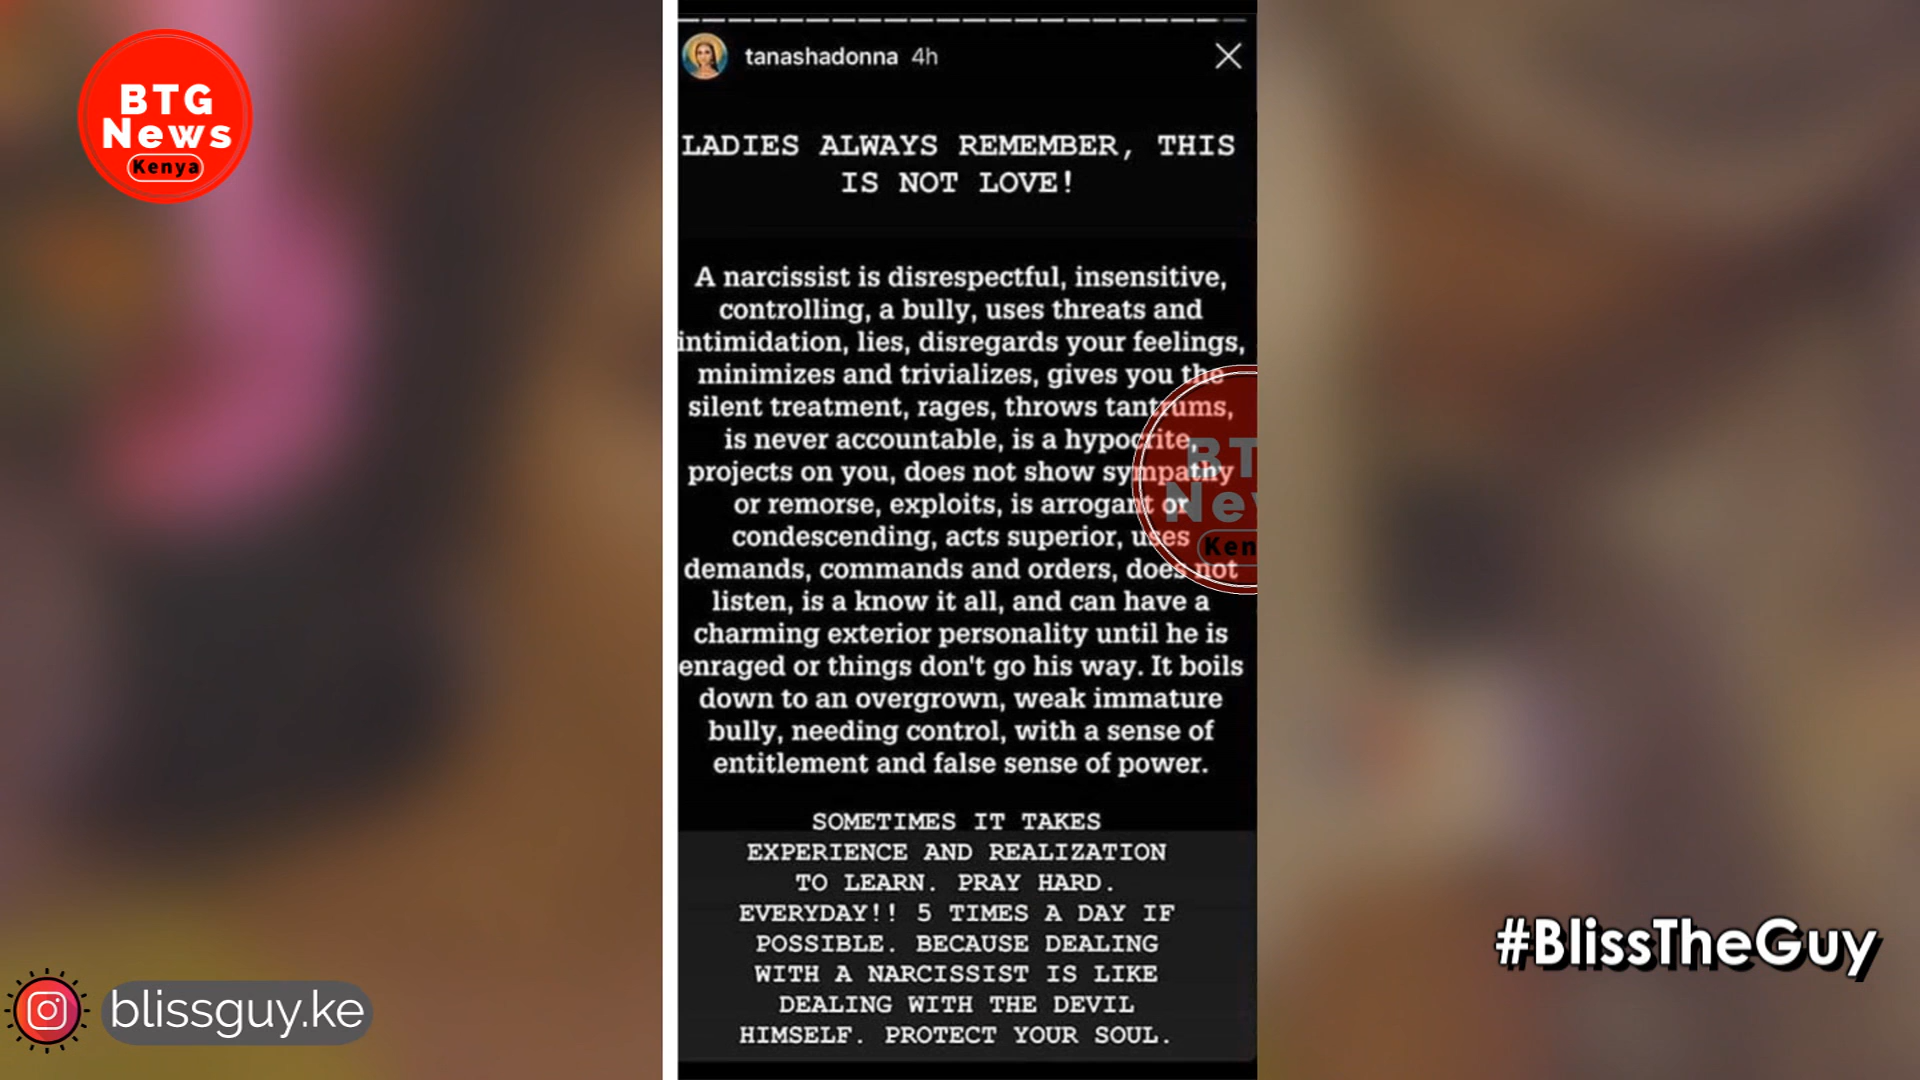 BTG
News
Kenya
tanashadonna 4h
LADIES ALWAYS REMEMBER, THIS
IS NOT LOVE!
A narcissist is disrespectful, insensitive,
controlling, a bully, uses threats and
intimidation, lies, disregards your feelings,
minimizes and trivializes, gives you the
silent treatment, rages, throws tantrums,
is never accountable, is a hypocrite,
projects on you, does not show sympathy
or remorse, exploits, is arrogant or
condescending, acts superior, uses
demands, commands and orders, does not
listen, is a know it all, and can have a
charming exterior personality until he is
enraged or things don't go his way. It boils
down to an overgrown, weak immature
bully, needing control, with a sense of
entitlement and false sense of power.
SOMETIMES IT TAKES
EXPERIENCE AND REALIZATION
TO LEARN. PRAY HARD.
EVERYDAY!! 5 TIMES A DAY IF
POSSIBLE. BECAUSE DEALING
WITH A NARCISSIST IS LIKE
DEALING WITH THE DEVIL
HIMSELF. PROTECT YOUR SOUL.
BT
Ne
Ken
#BlissTheGuy
blissguy.ke